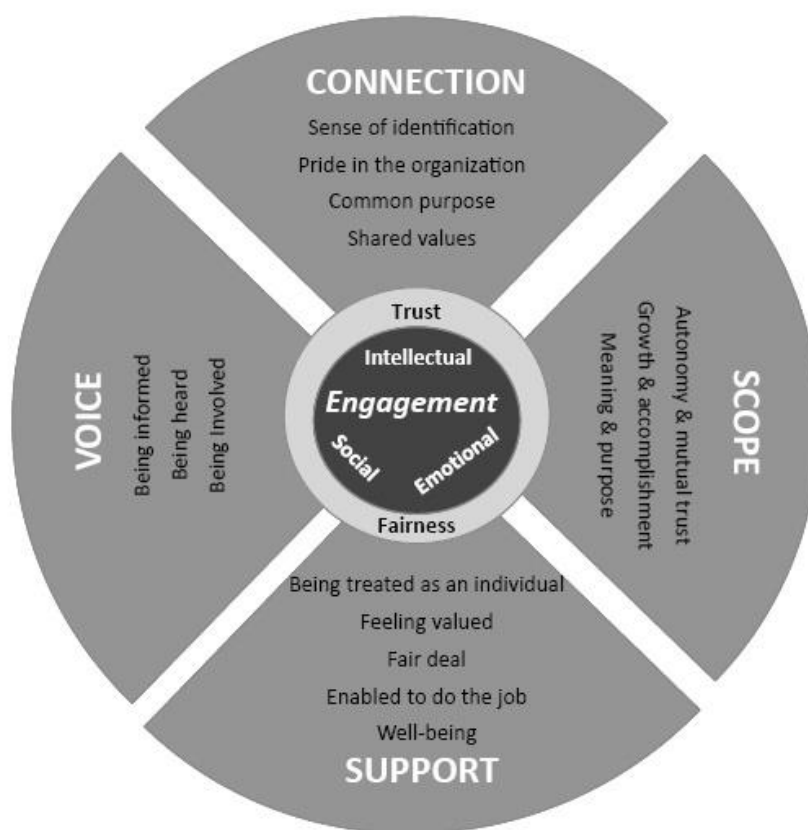 CONNECTION
Sense of identification
Pride in the organization
Common purpose
Shared values
VOICE
Being informed
Being heard
Being Involved
Trust
Intellectual
Engagement
Social
Emotional
Fairness
SCOPE
Autonomy & mutual trust
Growth & accomplishment
Meaning & purpose
Being treated as an individual
Feeling valued
Fair deal
Enabled to do the job
Well-being
SUPPORT